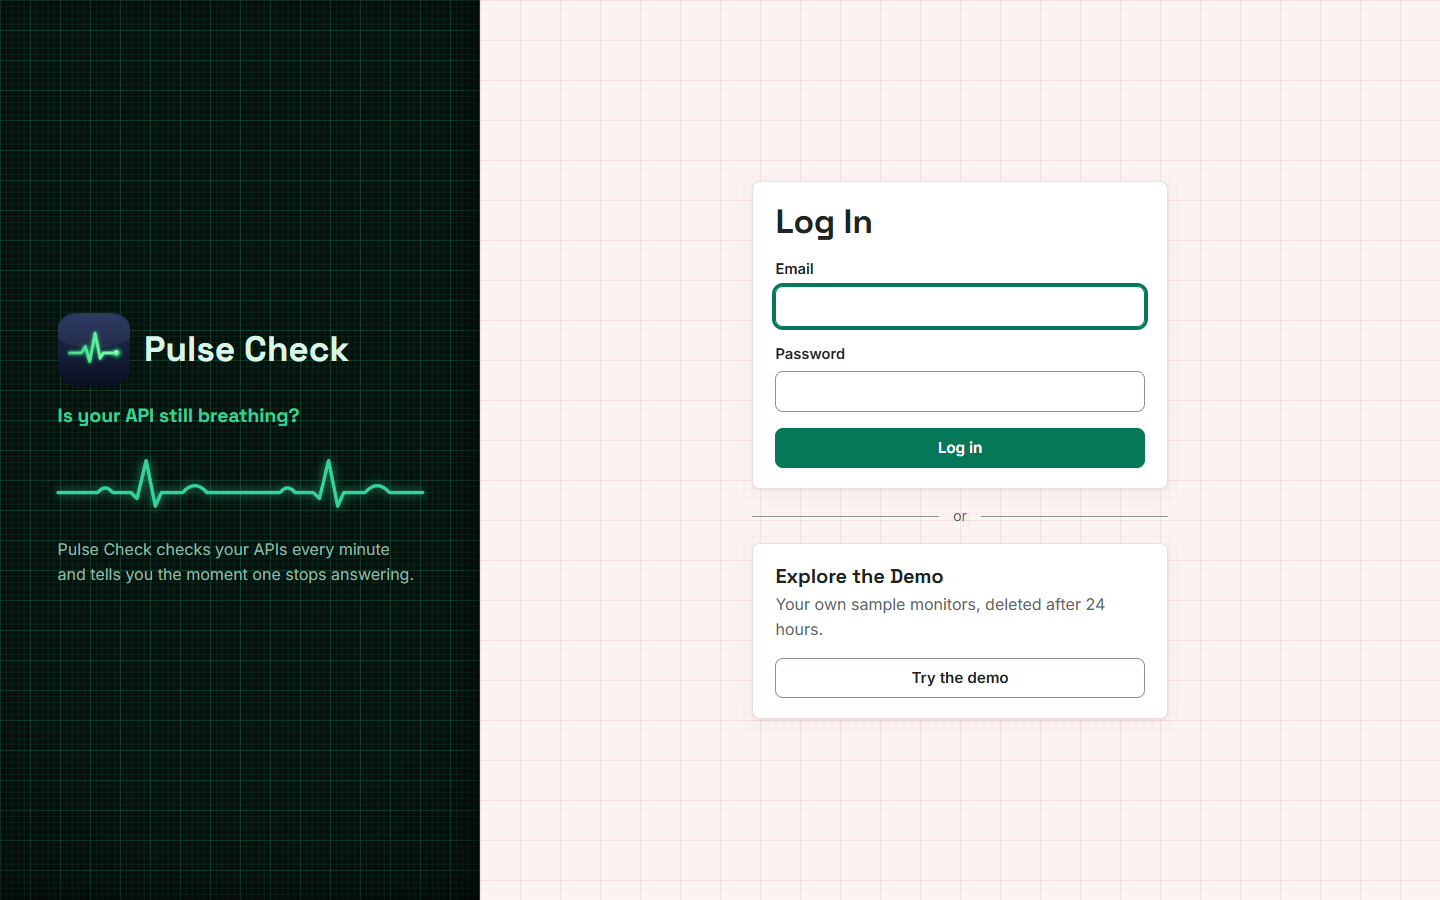 Pulse Check
Is your API still breathing?
Pulse Check checks your APIs every minute
and tells you the moment one stops answering.
Log In
Email
Password
Log in
or
Explore the Demo
Your own sample monitors, deleted after 24
hours.
Try the demo